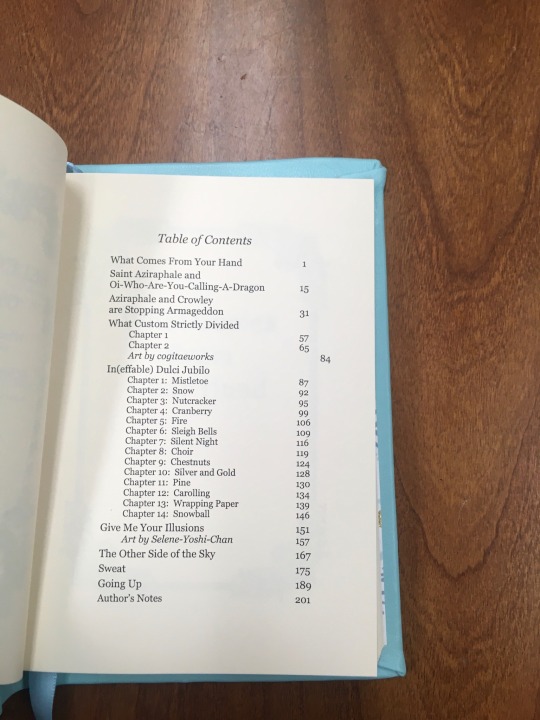 Table of Contents
What Comes From Your Hand 1
Saint Aziraphale and
Oi-Who-Are-You-Calling-A-Dragon 15
Aziraphale and Crowley
are Stopping Armageddon 31
What Custom Strictly Divided
Chapter 1 57
Chapter 2 65
Art by cogitaeworks 84
In(effable) Dulci Jubilo
Chapter 1: Mistletoe 87
Chapter 2: Snow 92
Chapter 3: Nutcracker 95
Chapter 4: Cranberry 99
Chapter 5: Fire 106
Chapter 6: Sleigh Bells 109
Chapter 7: Silent Night 116
Chapter 8: Choir 119
Chapter 9: Chestnuts 124
Chapter 10: Silver and Gold 128
Chapter 11: Pine 130
Chapter 12: Carolling 134
Chapter 13: Wrapping Paper 139
Chapter 14: Snowball 146
Give Me Your Illusions 151
Art by Selene-Yoshi-Chan 157
The Other Side of the Sky 167
Sweat 175
Going Up 189
Author's Notes 201